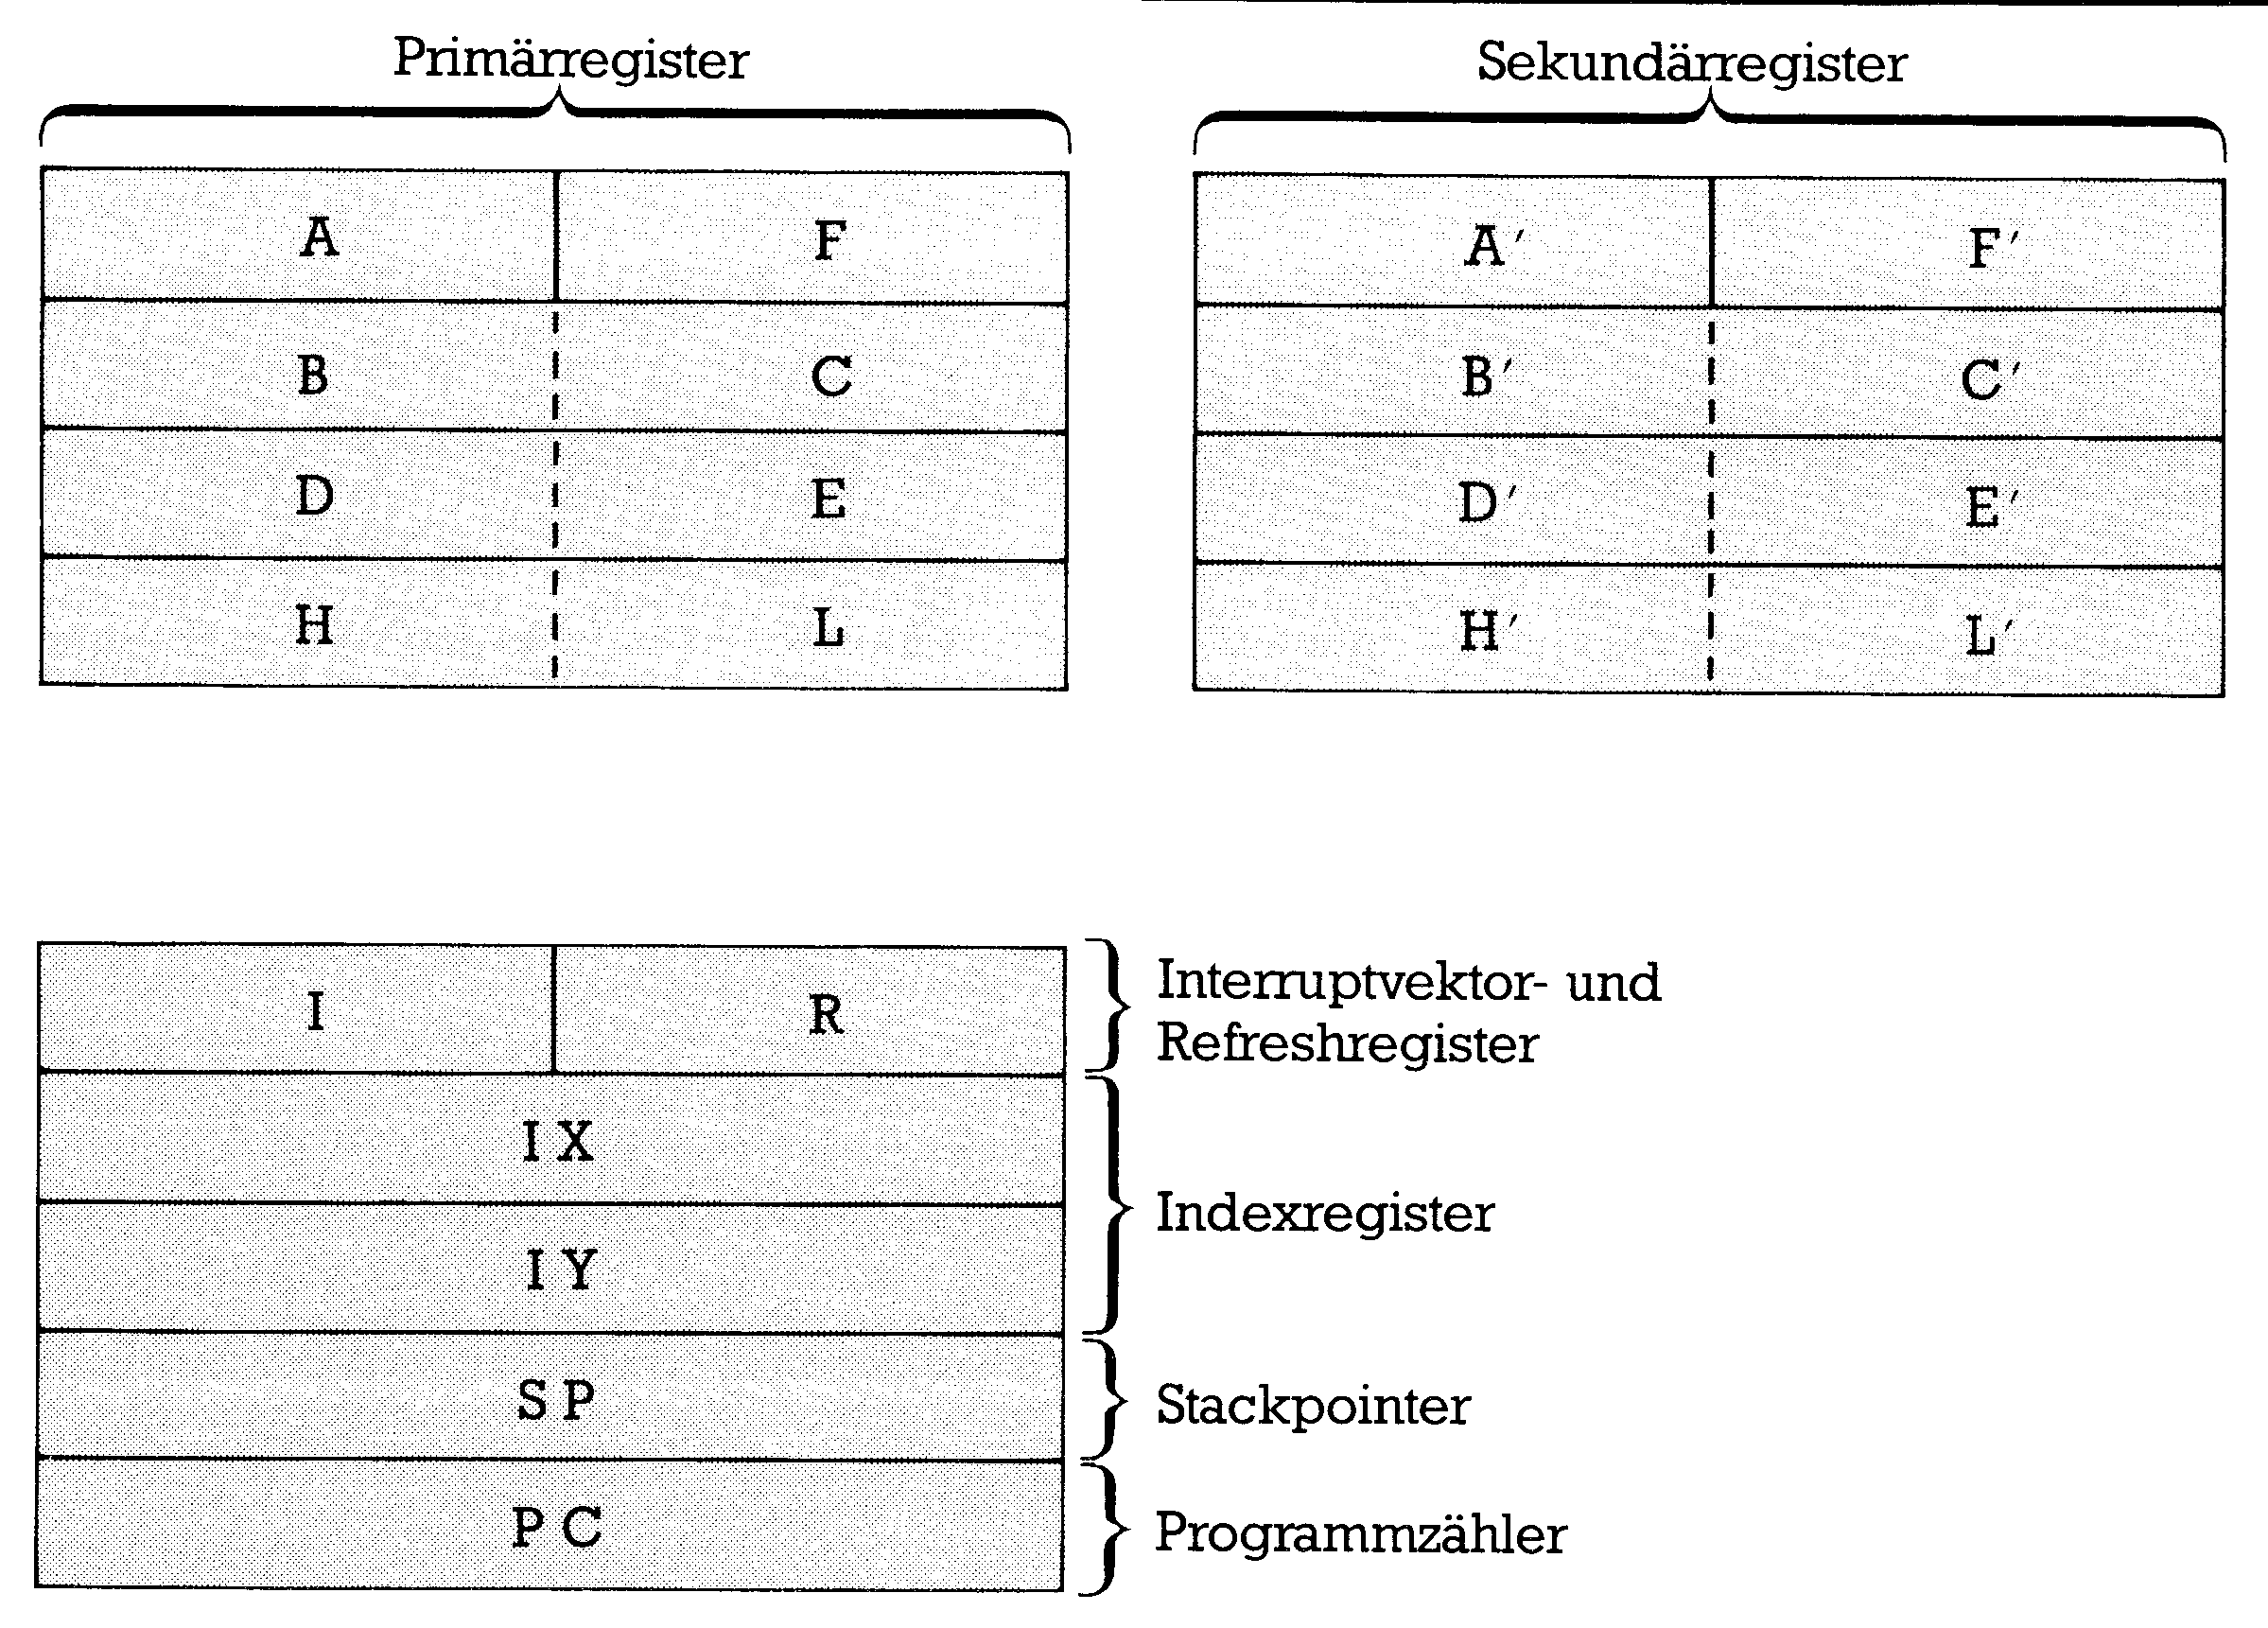 Primärregister
Sekundärregister
A F
A′ F′
B C
B′ C′
D E
D′ E′
H L
H′ L′
I R
Interruptvektor- und
Refreshregister
IX
IY
Indexregister
SP
Stackpointer
PC
Programmzähler